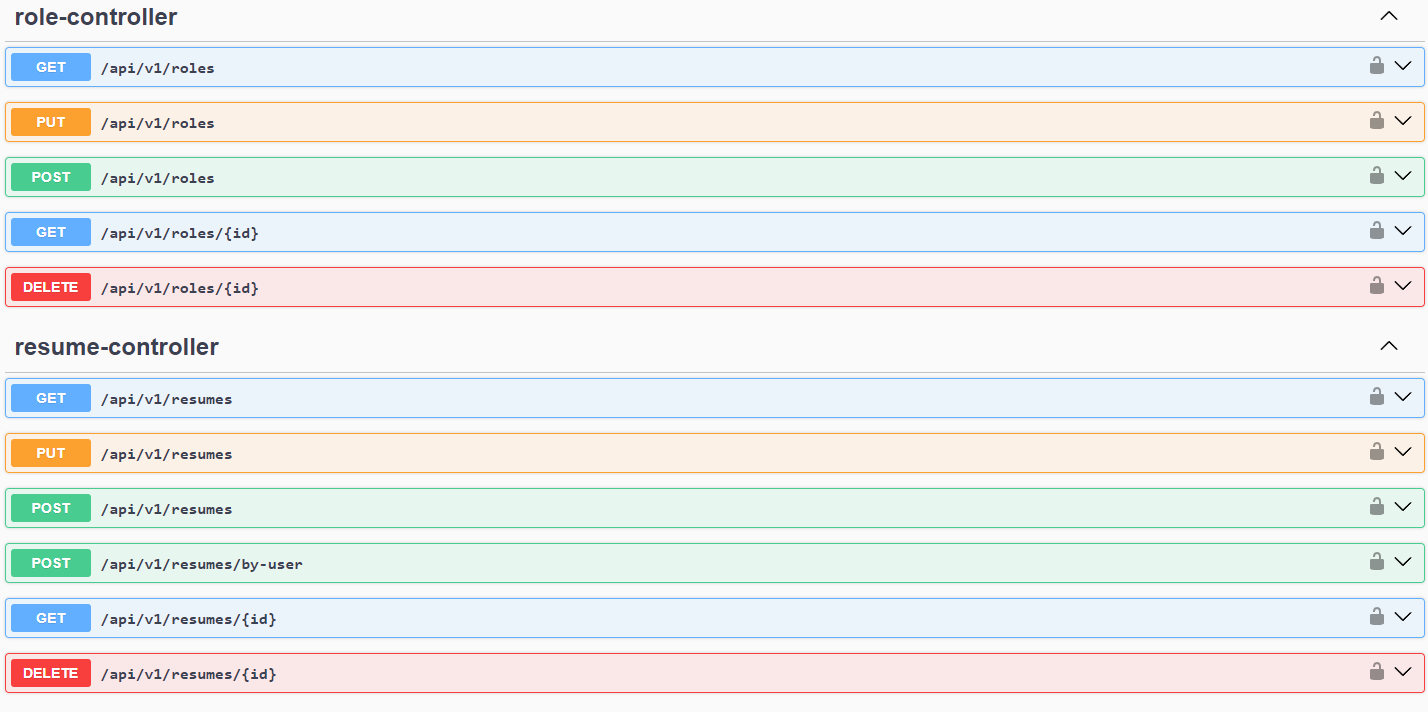 role-controller
GET /api/v1/roles
PUT /api/v1/roles
POST /api/v1/roles
GET /api/v1/roles/{id}
DELETE /api/v1/roles/{id}
resume-controller
GET /api/v1/resumes
PUT /api/v1/resumes
POST /api/v1/resumes
POST /api/v1/resumes/by-user
GET /api/v1/resumes/{id}
DELETE /api/v1/resumes/{id}